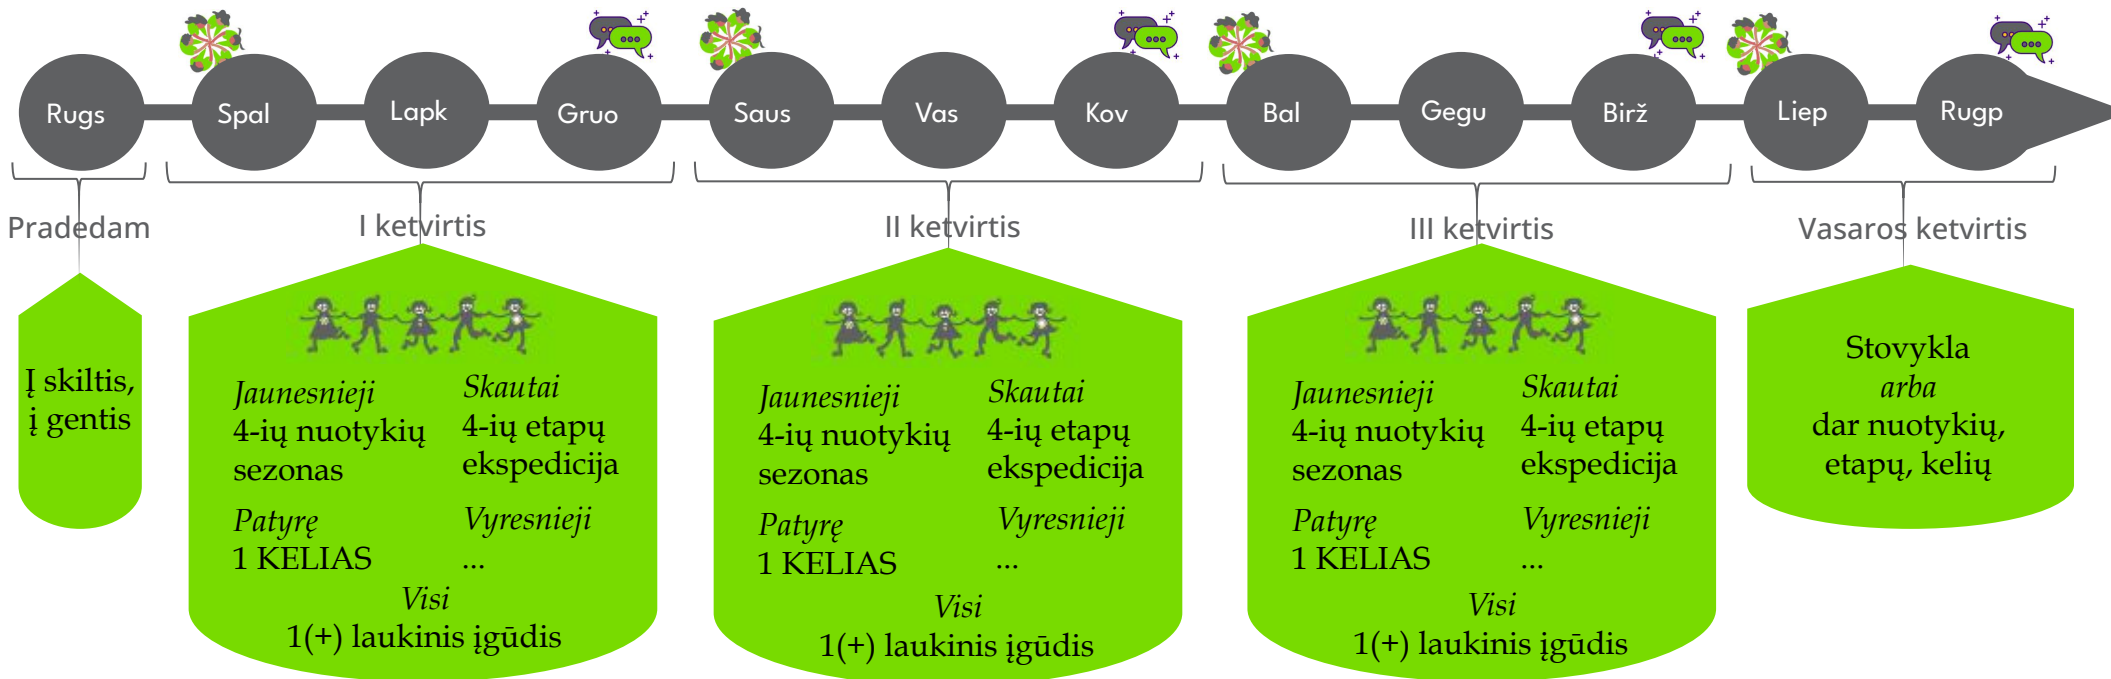 Rugs
Spal
Lapk
Gruo
Saus
Vas
Kov
Bal
Gegu
Birž
Liep
Rugp
Pradedam
I ketvirtis
II ketvirtis
III ketvirtis
Vasaros ketvirtis
Į skiltis,
į gentis
Jaunesnieji
4-ių nuotykių
sezonas
Skautai
4-ių etapų
ekspedicija
Patyrę
1 KELIAS
Vyresnieji
...
Visi
1(+) laukinis įgūdis
Jaunesnieji
4-ių nuotykių
sezonas
Skautai
4-ių etapų
ekspedicija
Patyrę
1 KELIAS
Vyresnieji
...
Visi
1(+) laukinis įgūdis
Jaunesnieji
4-ių nuotykių
sezonas
Skautai
4-ių etapų
ekspedicija
Patyrę
1 KELIAS
Vyresnieji
...
Visi
1(+) laukinis įgūdis
Stovykla
arba
dar nuotykių,
etapų, kelių